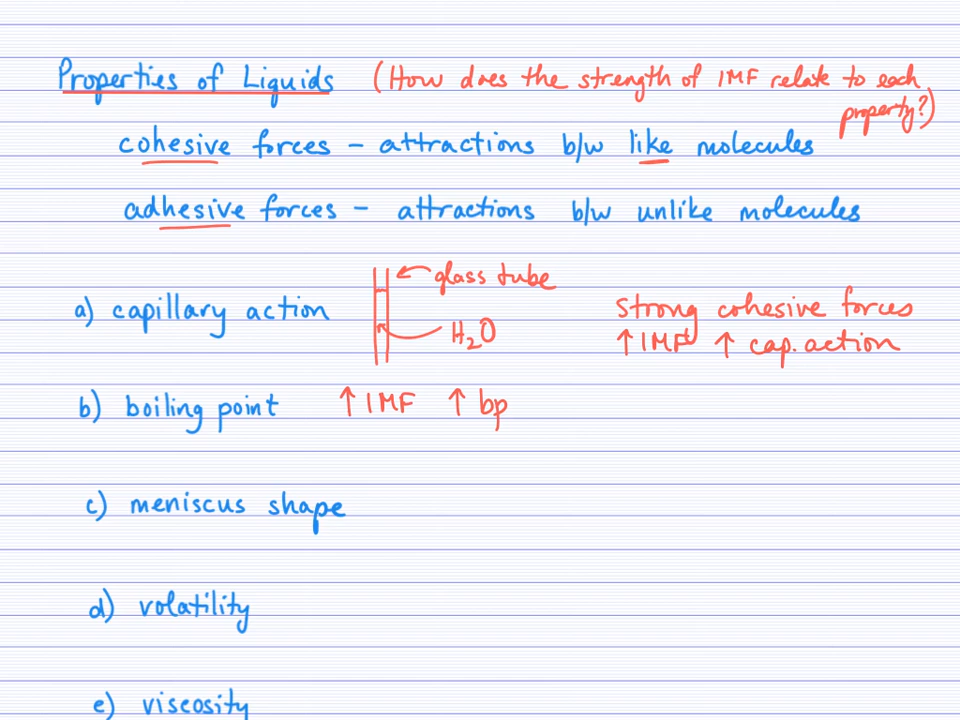 Properties of Liquids (How does the strength of IMF relate to each property?)
cohesive forces - attractions b/w like molecules
adhesive forces - attractions b/w unlike molecules
a) capillary action
glass tube
H₂O
strong cohesive forces
↑ IMF ↑ cap. action
b) boiling point ↑ IMF ↑ bp
c) meniscus shape
d) volatility
e) viscosity